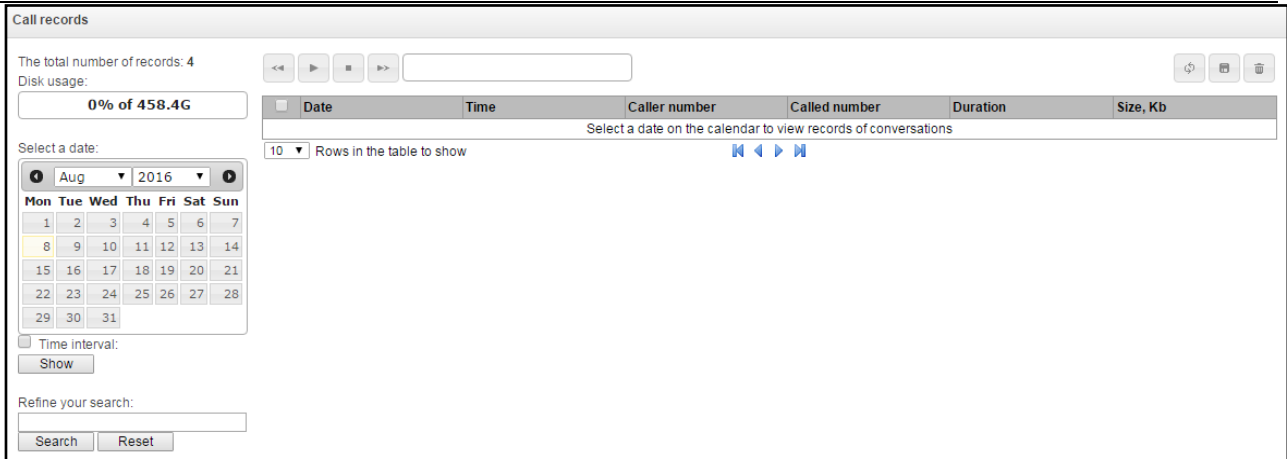 Call records
The total number of records: 4
Disk usage:
0% of 458.4G
Select a date:
Aug 2016
Mon Tue Wed Thu Fri Sat Sun
1 2 3 4 5 6 7
8 9 10 11 12 13 14
15 16 17 18 19 20 21
22 23 24 25 26 27 28
29 30 31
Time interval:
Show
Refine your search:
Search Reset
Date Time Caller number Called number Duration Size, Kb
Select a date on the calendar to view records of conversations
10 Rows in the table to show